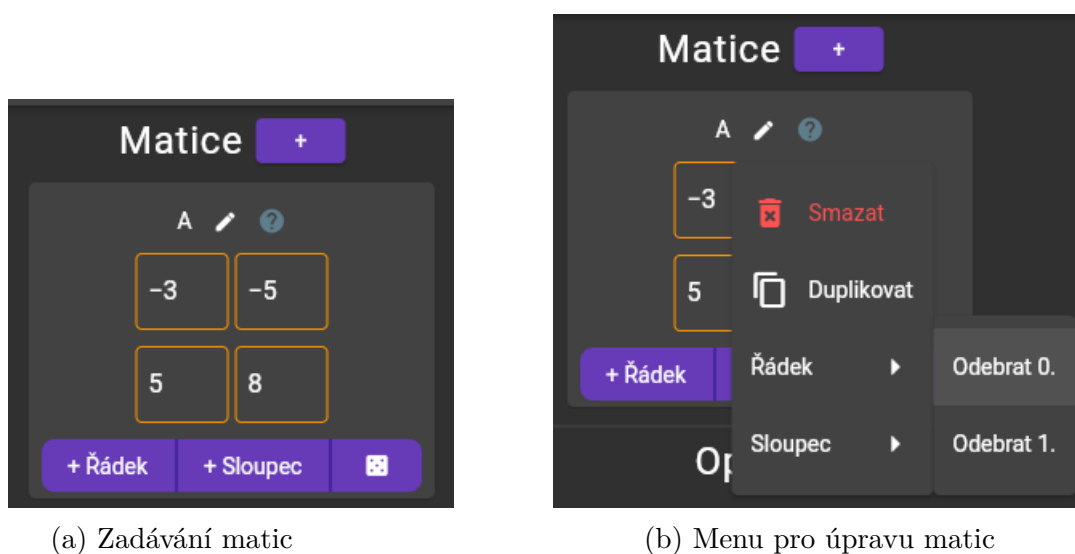 Matice +
A
−3 −5
5 8
+ Řádek + Sloupec
(a) Zadávání matic
Matice +
A
−3
Smazat
5
Duplikovat
+ Řádek
Řádek
Odebrat 0.
Op
Sloupec
Odebrat 1.
(b) Menu pro úpravu matic